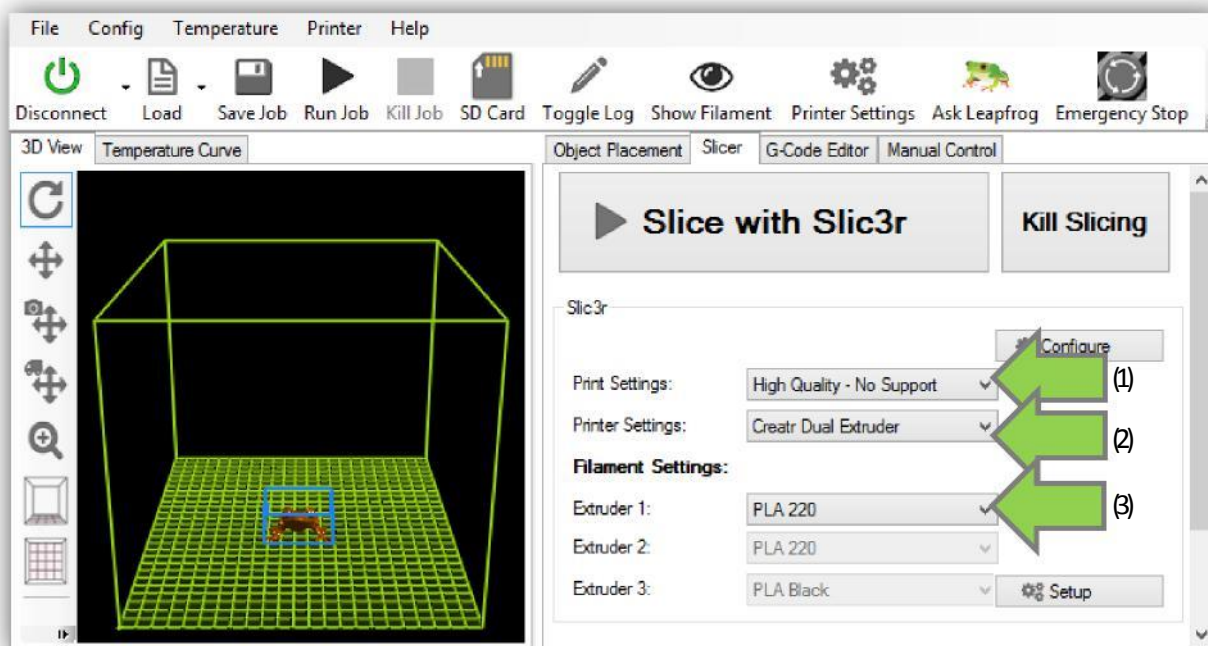 File Config Temperature Printer Help
Disconnect Load Save Job Run Job Kill Job SD Card Toggle Log Show Filament Printer Settings Ask Leapfrog Emergency Stop
3D View Temperature Curve
Object Placement Slicer G-Code Editor Manual Control
Slice with Slic3r Kill Slicing
Slic3r
Configure
Print Settings: High Quality - No Support (1)
Printer Settings: Creatr Dual Extruder (2)
Filament Settings:
Extruder 1: PLA 220 (3)
Extruder 2: PLA 220
Extruder 3: PLA Black Setup